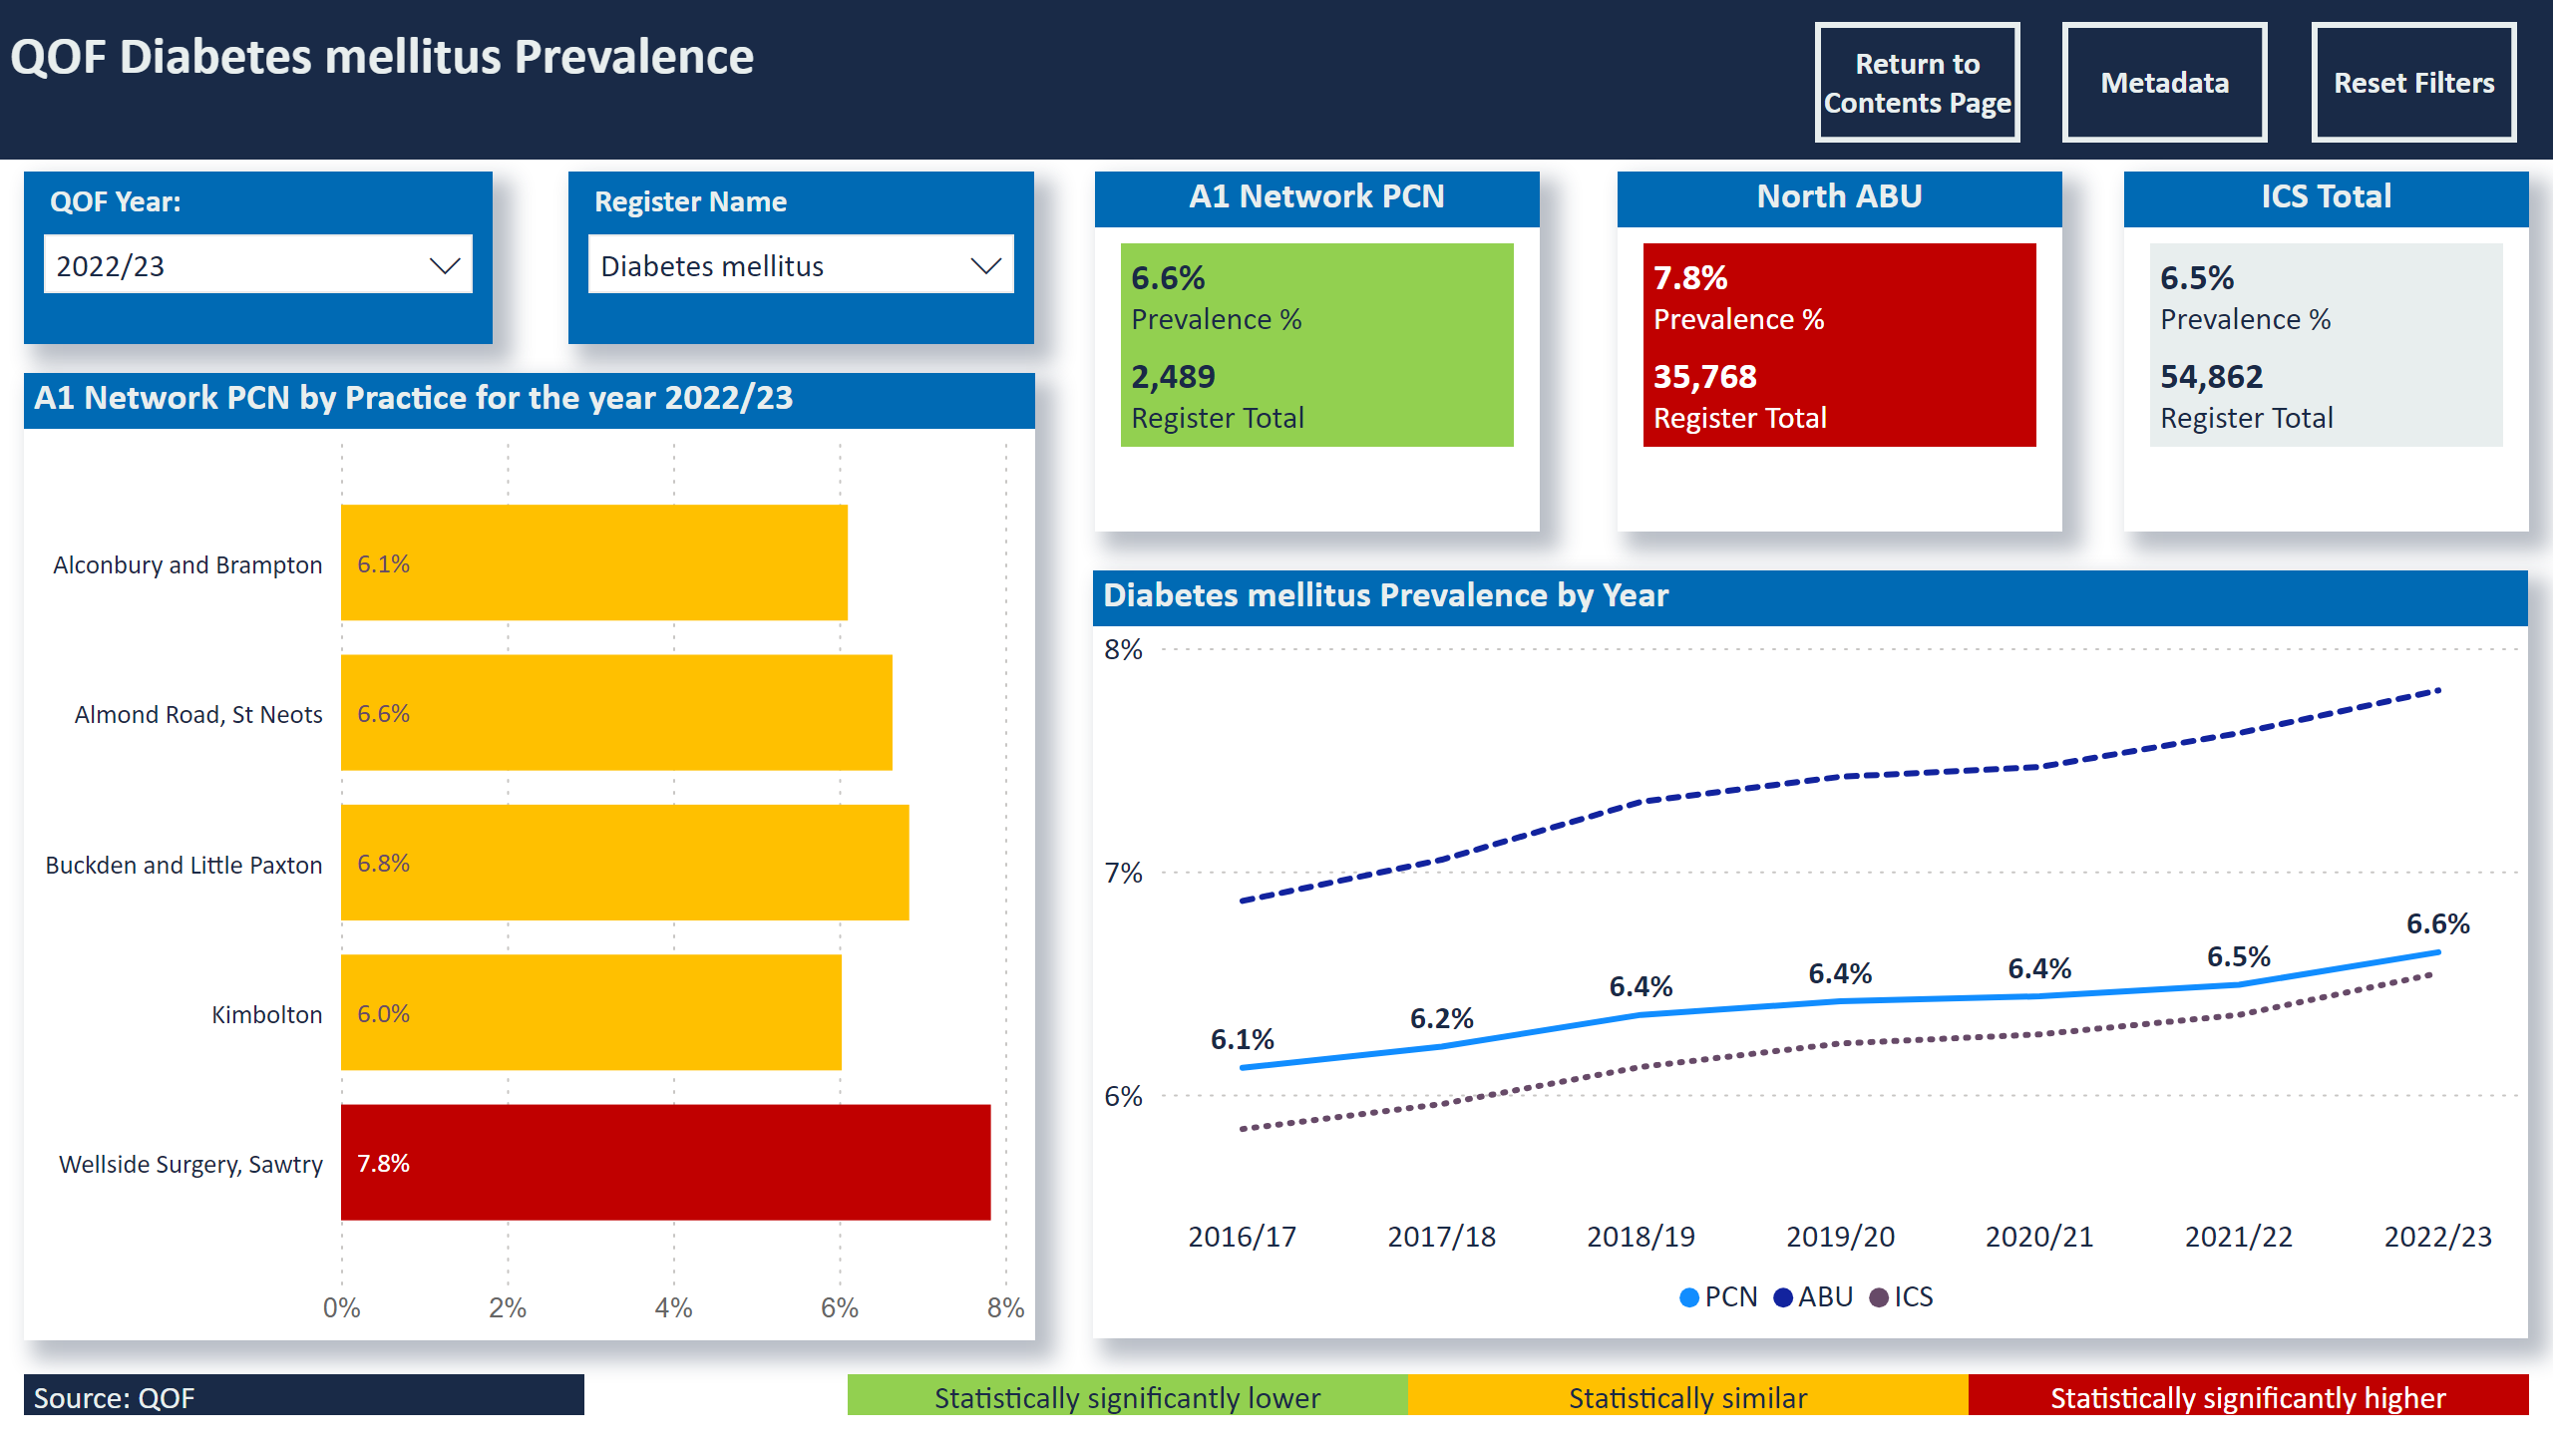 QOF Diabetes mellitus Prevalence
Return to
Contents Page
Metadata
Reset Filters
QOF Year:
2022/23
Register Name
Diabetes mellitus
A1 Network PCN
6.6%
Prevalence %
2,489
Register Total
North ABU
7.8%
Prevalence %
35,768
Register Total
ICS Total
6.5%
Prevalence %
54,862
Register Total
A1 Network PCN by Practice for the year 2022/23
Alconbury and Brampton 6.1%
Almond Road, St Neots 6.6%
Buckden and Little Paxton 6.8%
Kimbolton 6.0%
Wellside Surgery, Sawtry 7.8%
0% 2% 4% 6% 8%
Diabetes mellitus Prevalence by Year
8%
7%
6%
6.1% 6.2% 6.4% 6.4% 6.4% 6.5% 6.6%
2016/17 2017/18 2018/19 2019/20 2020/21 2021/22 2022/23
PCN ABU ICS
Source: QOF
Statistically significantly lower
Statistically similar
Statistically significantly higher